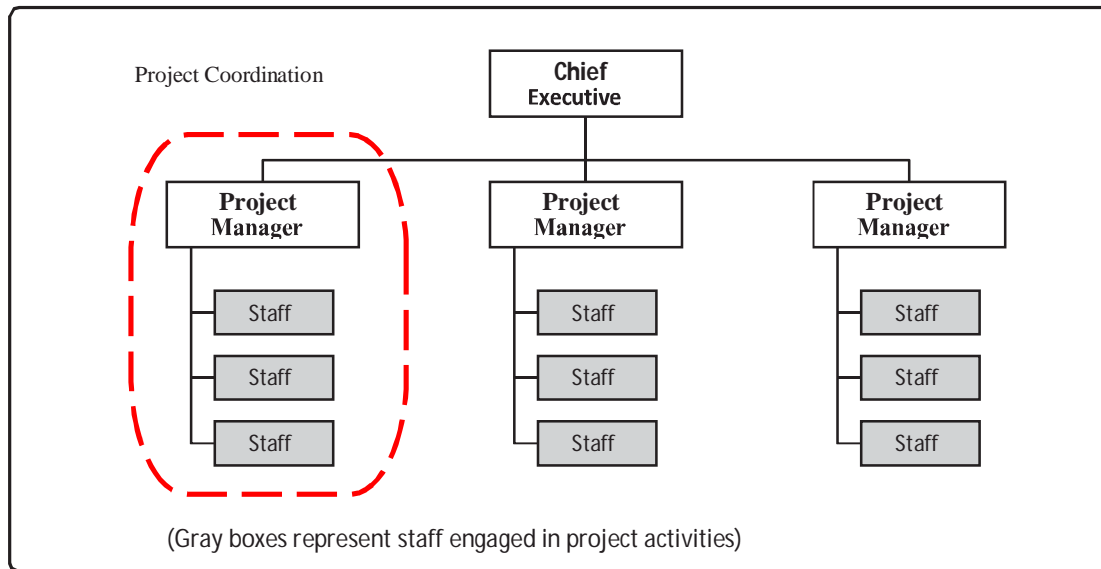 Project Coordination
Chief
Executive
Project
Manager
Project
Manager
Project
Manager
Staff
Staff
Staff
Staff
Staff
Staff
Staff
Staff
Staff
(Gray boxes represent staff engaged in project activities)